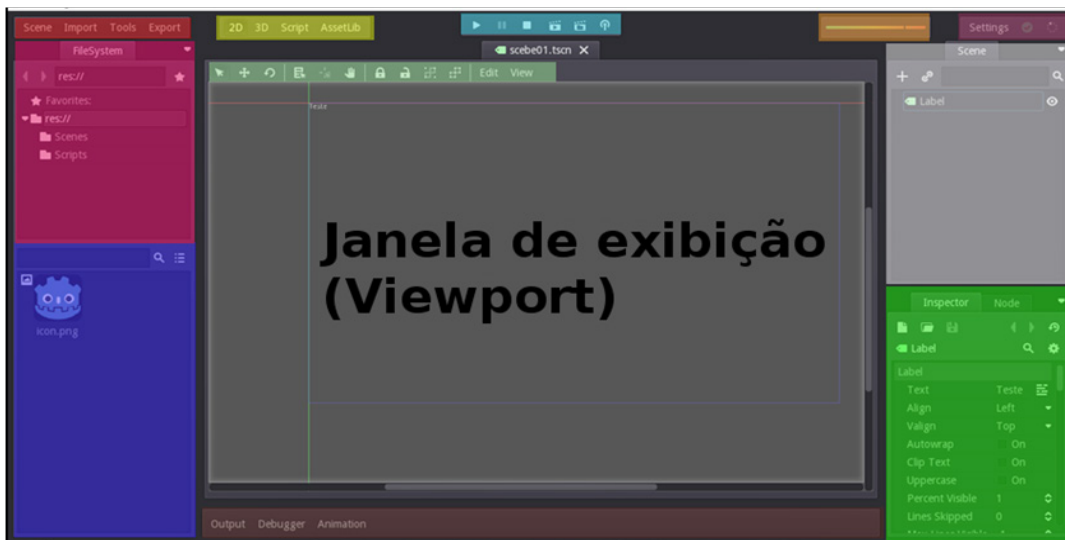 Scene Import Tools Export
2D 3D Script AssetLib
Settings
FileSystem
scebe01.tscn
Scene
res://
Edit View
Favorites:
Label
Teste
res://
Scenes
Scripts
Janela de exibição
(Viewport)
icon.png
Inspector Node
Label
Label
Text Teste
Align Left
Valign Top
Autowrap On
Clip Text On
Uppercase On
Percent Visible 1
Lines Skipped 0
Output Debugger Animation